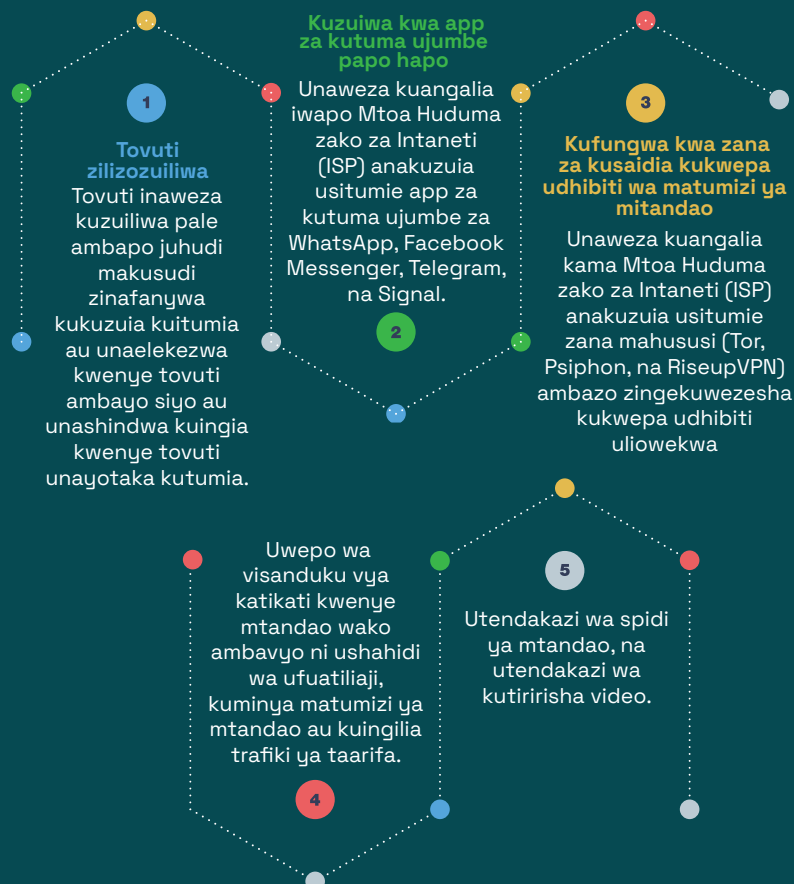 1
Tovuti
zilizozuiliwa
Tovuti inaweza
kuzuiliwa pale
ambapo juhudi
makusudi
zinafanywa
kukuzuia kuitumia
au unaelekezwa
kwenye tovuti
ambayo siyo au
unashindwa kuingia
kwenye tovuti
unayotaka kutumia.
Kuzuiwa kwa app
za kutuma ujumbe
papo hapo
Unaweza kuangalia
iwapo Mtoa Huduma
zako za Intaneti
(ISP) anakuzuia
usitumie app za
kutuma ujumbe za
WhatsApp, Facebook
Messenger, Telegram,
na Signal.
2
3
Kufungwa kwa zana
za kusaidia kukwepa
udhibiti wa matumizi ya
mitandao
Unaweza kuangalia
kama Mtoa Huduma
zako za Intaneti (ISP)
anakuzuia usitumie
zana mahususi (Tor,
Psiphon, na RiseupVPN)
ambazo zingekuwezesha
kukwepa udhibiti
uliowekwa
Uwepo wa
visanduku vya
katikati kwenye
mtandao wako
ambavyo ni ushahidi
wa ufuatiliaji,
kuminya matumizi ya
mtandao au kuingilia
trafiki ya taarifa.
4
5
Utendakazi wa spidi
ya mtandao, na
utendakazi wa
kutiririsha video.